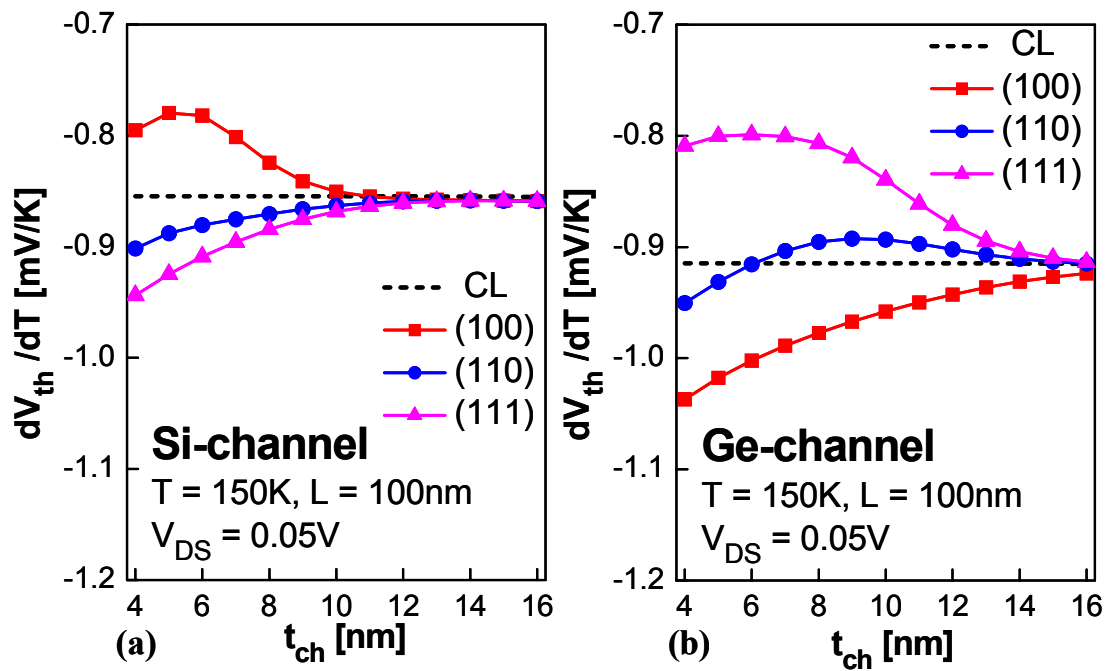 -0.7
-0.8
-0.9
-1.0
-1.1
-1.2
dVth/dT [mV/K]
CL
(100)
(110)
(111)
Si-channel
T = 150K, L = 100nm
VDS = 0.05V
4 6 8 10 12 14 16
(a) tch [nm]
-0.7
-0.8
-0.9
-1.0
-1.1
-1.2
dVth/dT [mV/K]
CL
(100)
(110)
(111)
Ge-channel
T = 150K, L = 100nm
VDS = 0.05V
4 6 8 10 12 14 16
(b) tch [nm]